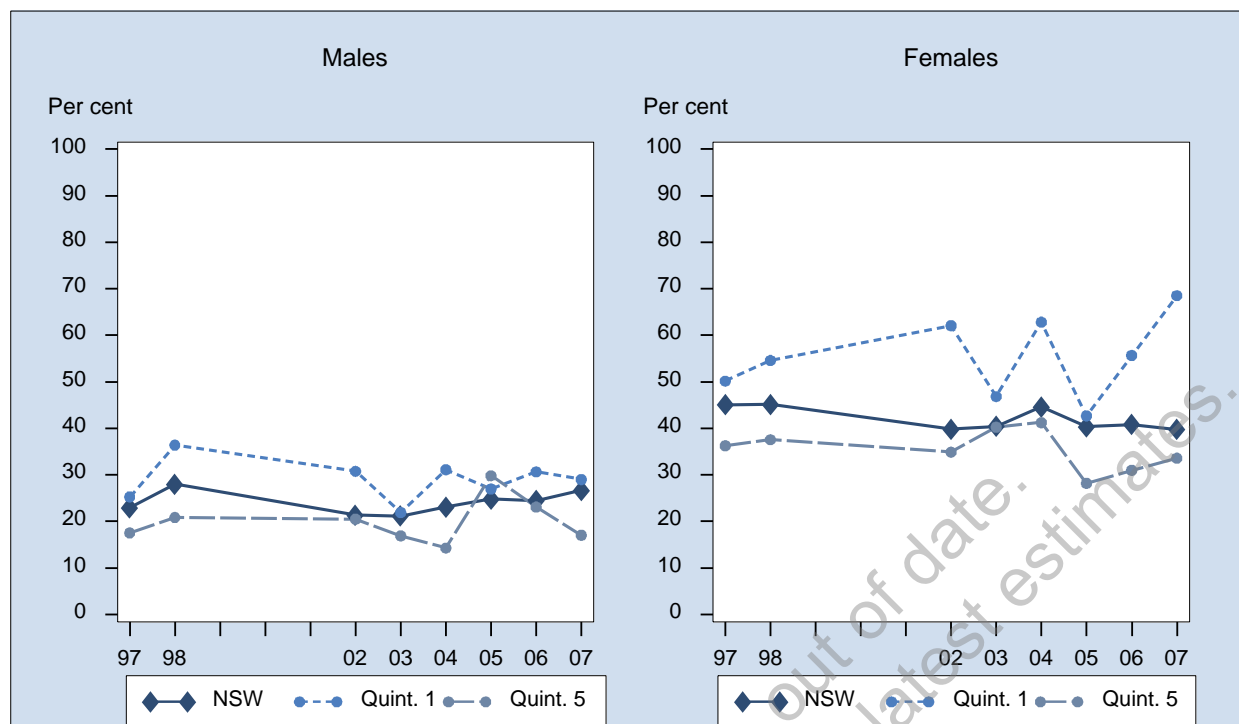 Males
Per cent
100
90
80
70
60
50
40
30
20
10
0
97 98 02 03 04 05 06 07
NSW Quint. 1 Quint. 5
Females
Per cent
100
90
80
70
60
50
40
30
20
10
0
97 98 02 03 04 05 06 07
NSW Quint. 1 Quint. 5
out of date.
latest estimates.